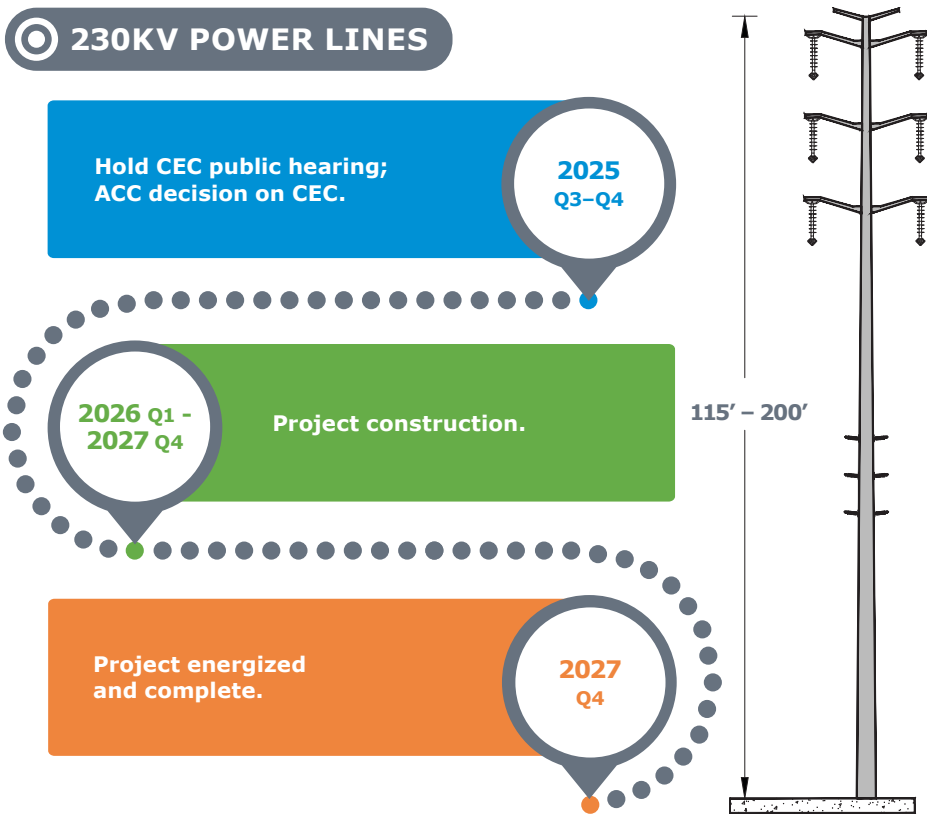 230KV POWER LINES
Hold CEC public hearing;
ACC decision on CEC.
2025
Q3–Q4
2026 Q1 -
2027 Q4
Project construction.
115’ – 200’
Project energized
and complete.
2027
Q4